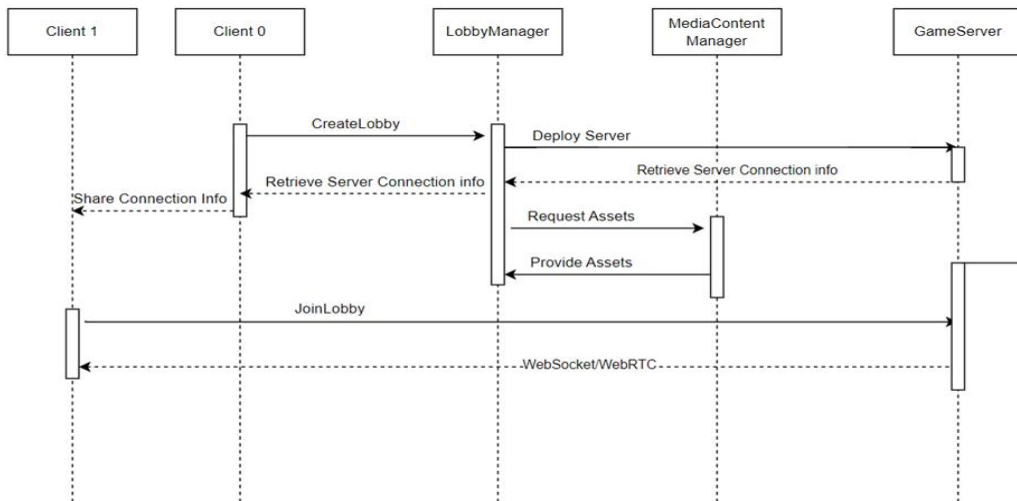 Client 1
Client 0
LobbyManager
MediaContent
Manager
GameServer
CreateLobby
Deploy Server
Retrieve Server Connection info
Retrieve Server Connection info
Share Connection Info
Request Assets
Provide Assets
JoinLobby
WebSocket/WebRTC